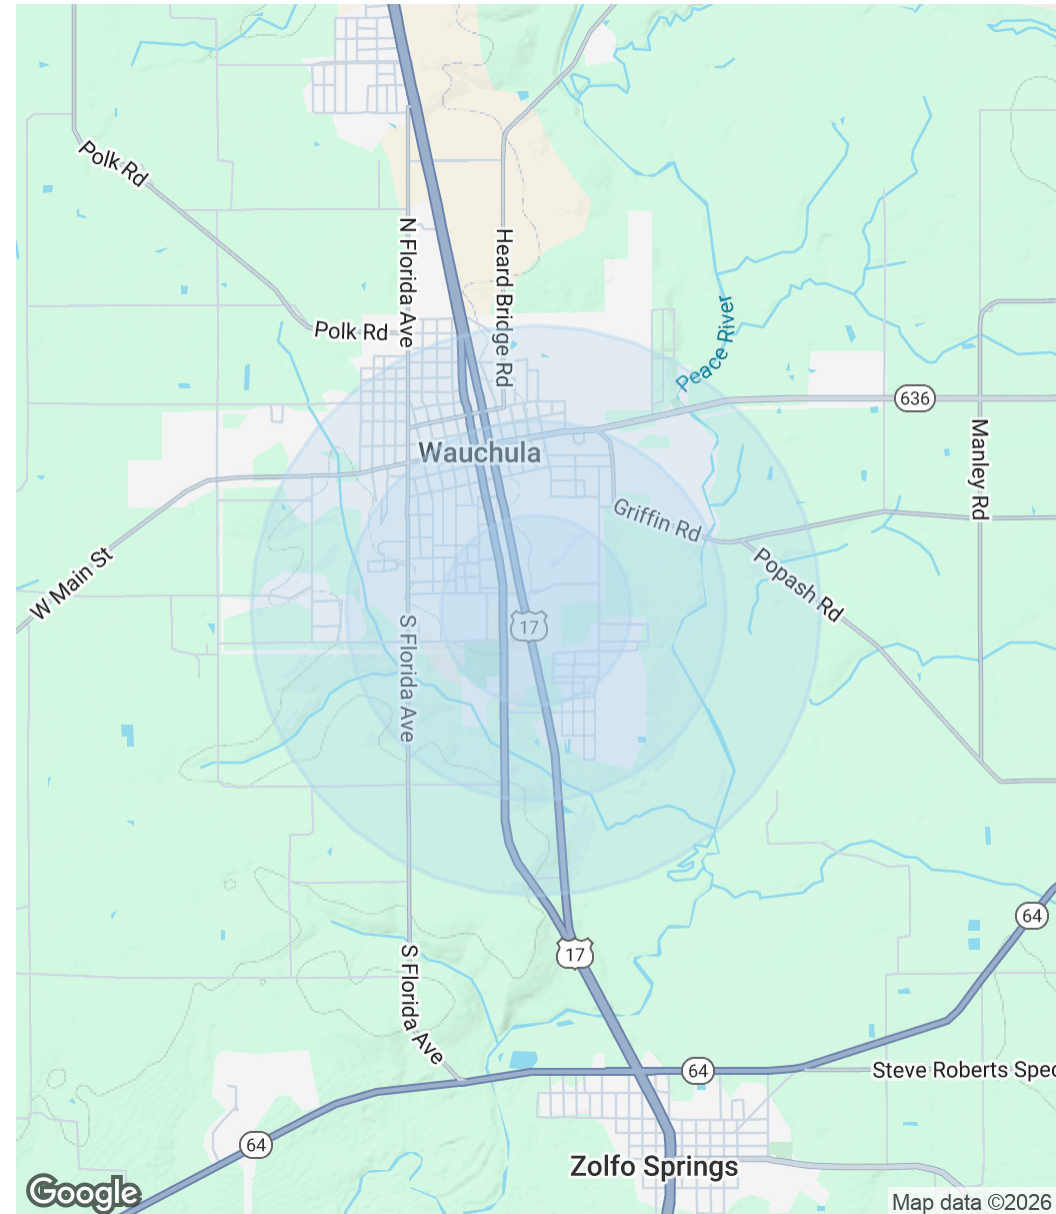 Polk Rd
N Florida Ave
Heard Bridge Rd
Polk Rd
Peace River
636
Manley Rd
Wauchula
Griffin Rd
Popash Rd
W Main St
S Florida Ave
17
64
17
S Florida Ave
64
Steve Roberts Spec
64
Zolfo Springs
Google
Map data ©2026